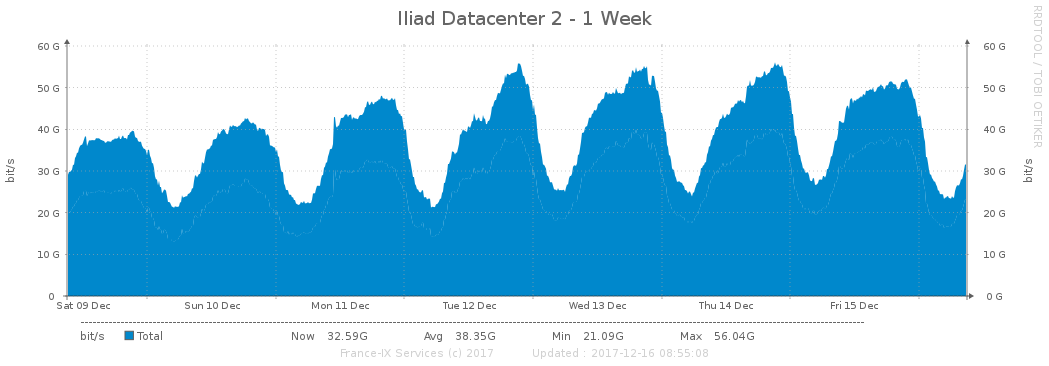 Iliad Datacenter 2 - 1 Week
RRDTOOL / TOBI OETIKER
60 G 60 G
50 G 50 G
40 G 40 G
30 G 30 G
20 G 20 G
10 G 10 G
0 0 G
bit/s bit/s
Sat 09 Dec Sun 10 Dec Mon 11 Dec Tue 12 Dec Wed 13 Dec Thu 14 Dec Fri 15 Dec
bit/s Total Now 32.59G Avg 38.35G Min 21.09G Max 56.04G
France-IX Services (c) 2017 Updated : 2017-12-16 08:55:08